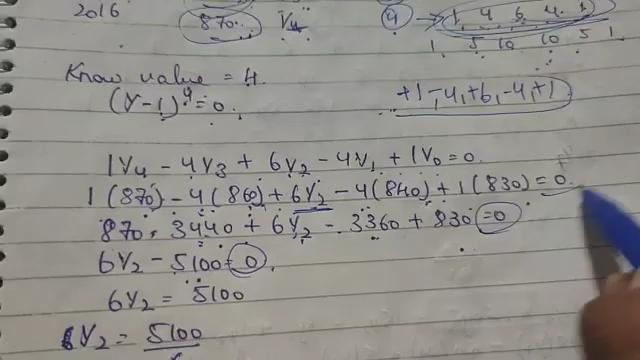 2016 870. Y4 4 → 1, 4, 6, 4, 1
1. 5 10 10 5 1.
Know value = 4.
(Y-1)^4 = 0. +1, -4, +6, -4, +1
1Y4 - 4Y3 + 6Y2 - 4Y1 + 1Y0 = 0.
1(870) - 4(860) + 6Y2 - 4(840) + 1(830) = 0.
870 - 3440 + 6Y2 - 3360 + 830 = 0
6Y2 - 5100 = 0.
6Y2 = 5100
Y2 = 5100